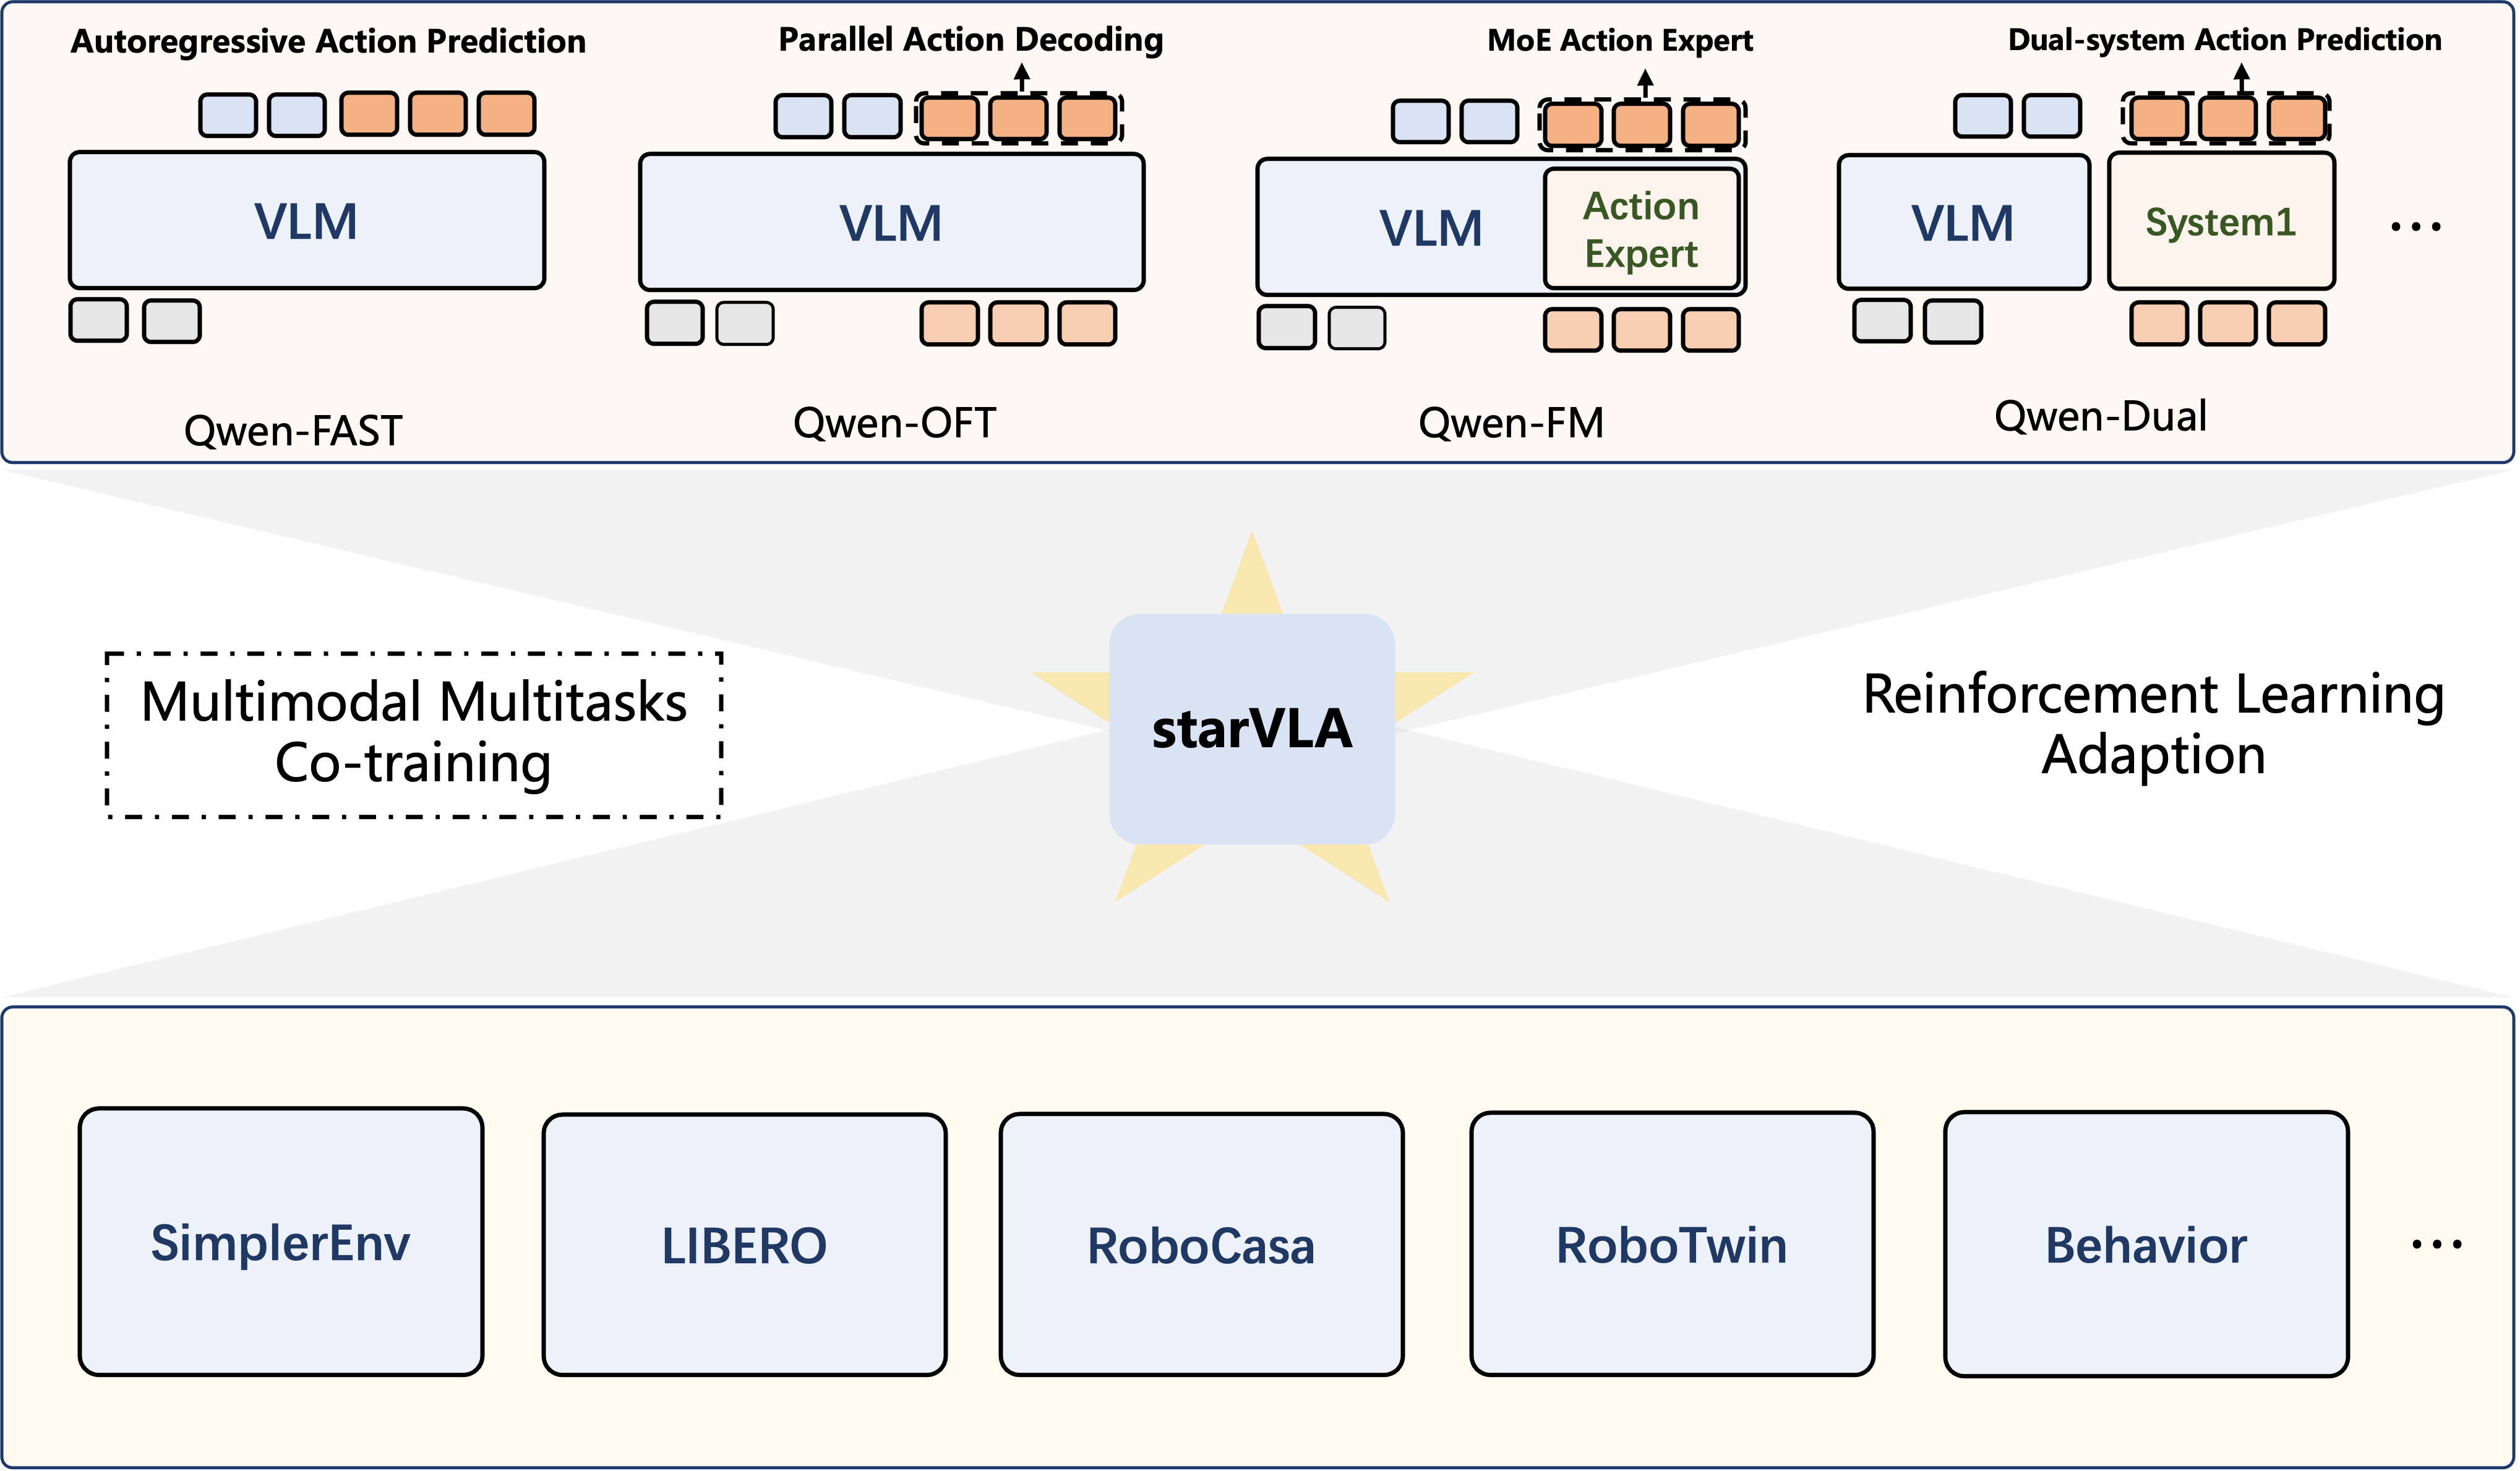 Autoregressive Action Prediction
Parallel Action Decoding
MoE Action Expert
Dual-system Action Prediction
VLM
VLM
VLM
Action
Expert
VLM
System1
...
Qwen-FAST
Qwen-OFT
Qwen-FM
Qwen-Dual
Multimodal Multitasks
Co-training
starVLA
Reinforcement Learning
Adaption
SimplerEnv
LIBERO
RoboCasa
RoboTwin
Behavior
...